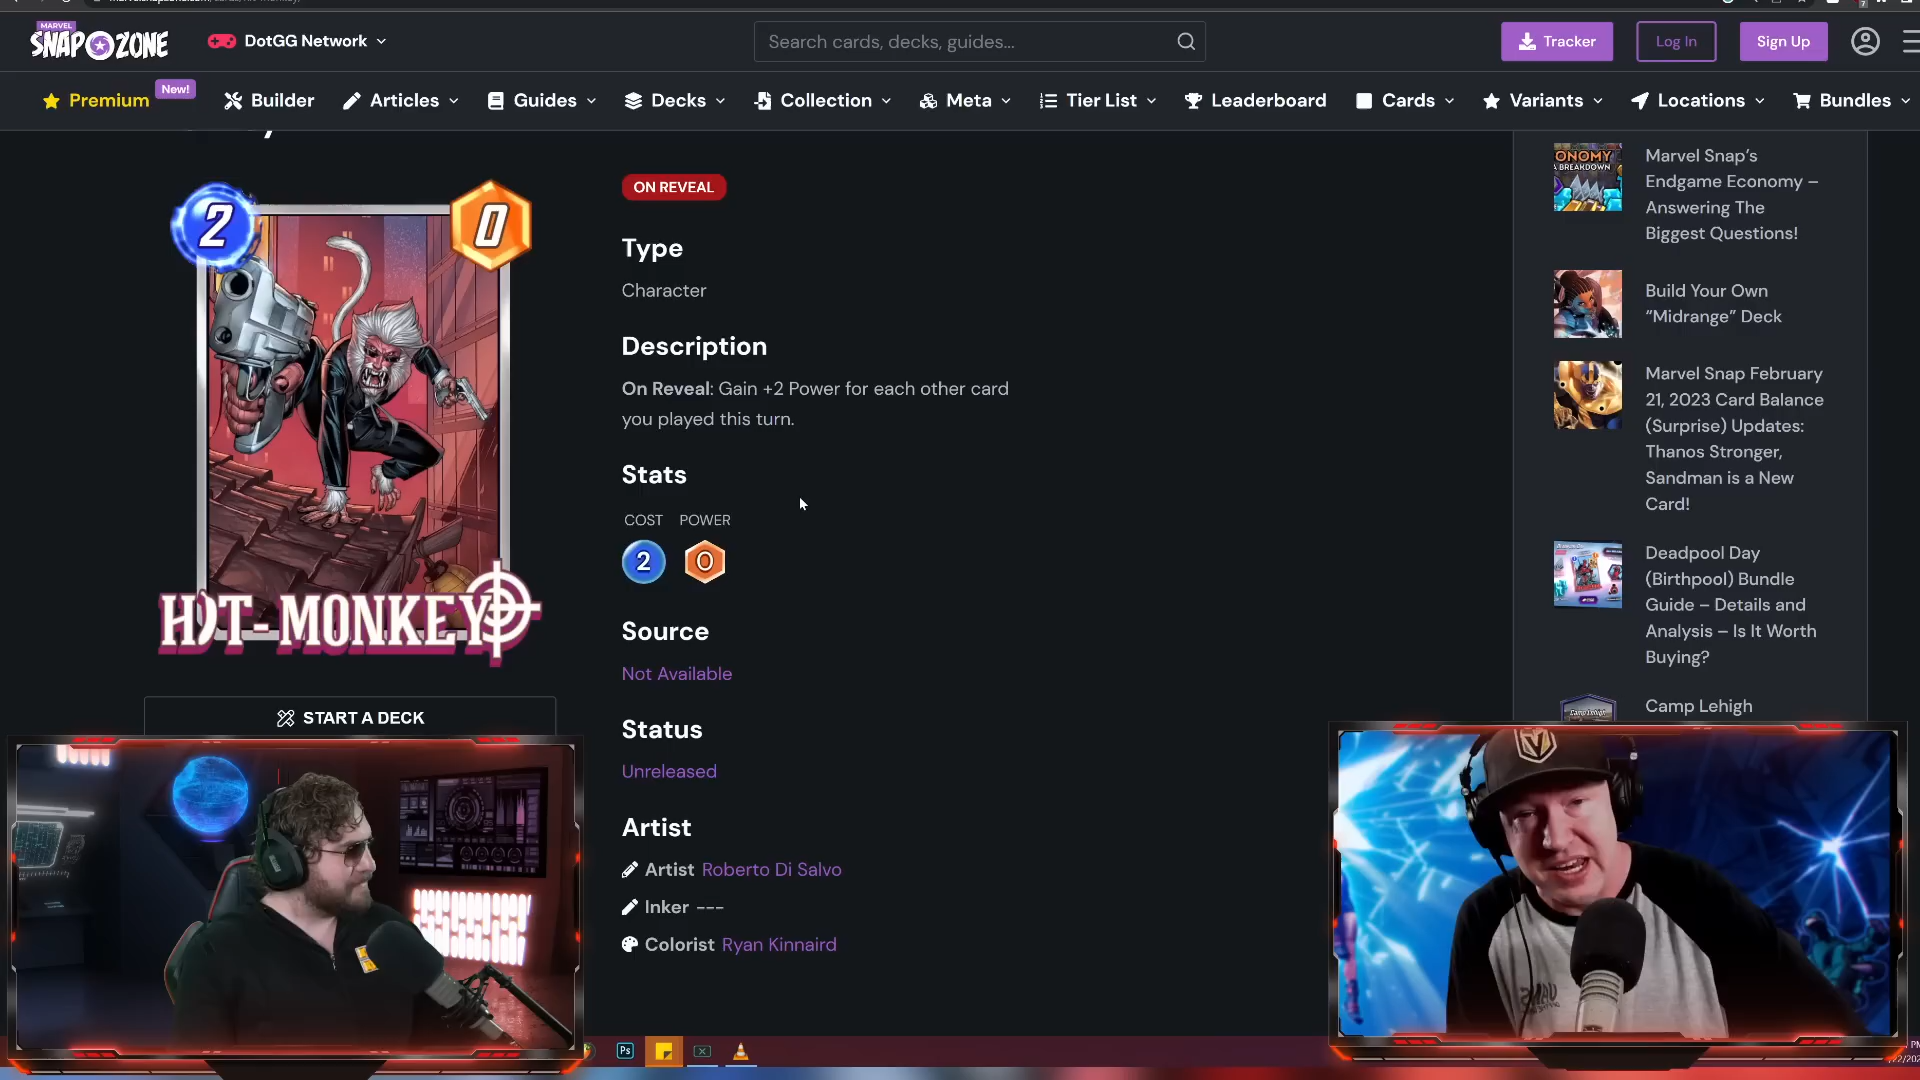 MARVEL
SNAP ZONE
DotGG Network
Search cards, decks, guides...
Tracker
Log In
Sign Up
Premium
New!
Builder
Articles
Guides
Decks
Collection
Meta
Tier List
Leaderboard
Cards
Variants
Locations
Bundles
2
0
HIT-MONKEY
START A DECK
ON REVEAL
Type
Character
Description
On Reveal: Gain +2 Power for each other card
you played this turn.
Stats
COST POWER
2 0
Source
Not Available
Status
Unreleased
Artist
Artist Roberto Di Salvo
Inker ---
Colorist Ryan Kinnaird
ONOMY
A BREAKDOWN
Marvel Snap's
Endgame Economy –
Answering The
Biggest Questions!
Build Your Own
“Midrange” Deck
Marvel Snap February
21, 2023 Card Balance
(Surprise) Updates:
Thanos Stronger,
Sandman is a New
Card!
Deadpool Day
(Birthpool) Bundle
Guide – Details and
Analysis – Is It Worth
Buying?
Camp Lehigh
Camp Lehigh
Ps